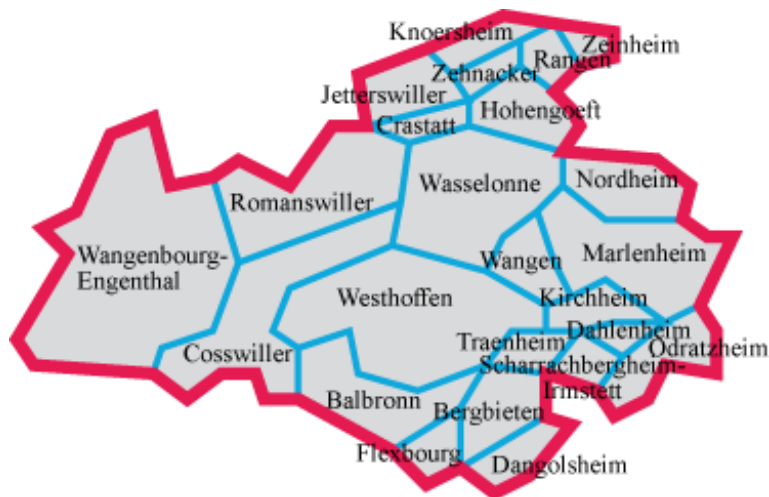 Knoersheim
Zeinheim
Rangen
Zehnacker
Jetterswiller
Hohengoeft
Crastatt
Wasselonne
Nordheim
Romanswiller
Wangenbourg-
Engenthal
Wangen
Marlenheim
Westhoffen
Kirchheim
Cosswiller
Traenheim
Dahlenheim
Odratzheim
Scharrachbergheim-
Irmstett
Balbronn
Bergbieten
Flexbourg
Dangolsheim